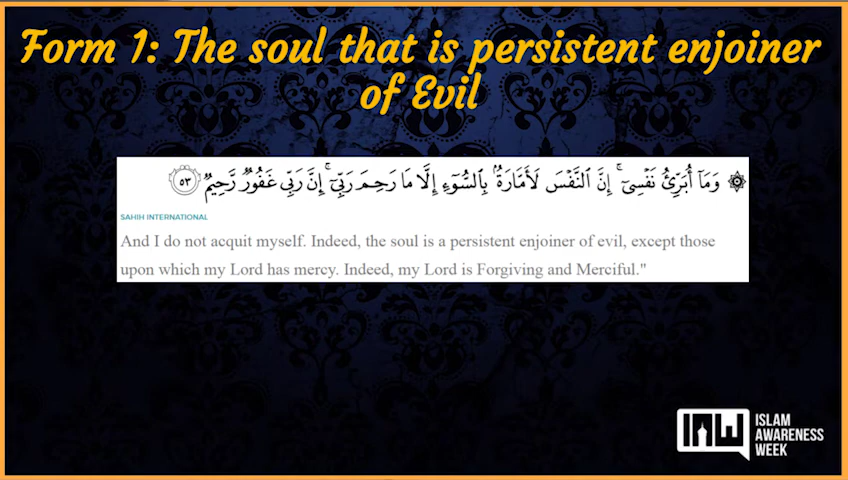 Form 1: The soul that is persistent enjoiner
of Evil
۞ وَمَآ أُبَرِّئُ نَفْسِىٓ ۚ إِنَّ ٱلنَّفْسَ لَأَمَّارَةٌۢ بِٱلسُّوٓءِ إِلَّا مَا رَحِمَ رَبِّىٓ ۚ إِنَّ رَبِّى غَفُورٌ رَّحِيمٌ ٥٣
SAHIH INTERNATIONAL
And I do not acquit myself. Indeed, the soul is a persistent enjoiner of evil, except those
upon which my Lord has mercy. Indeed, my Lord is Forgiving and Merciful."
IAW
ISLAM
AWARENESS
WEEK